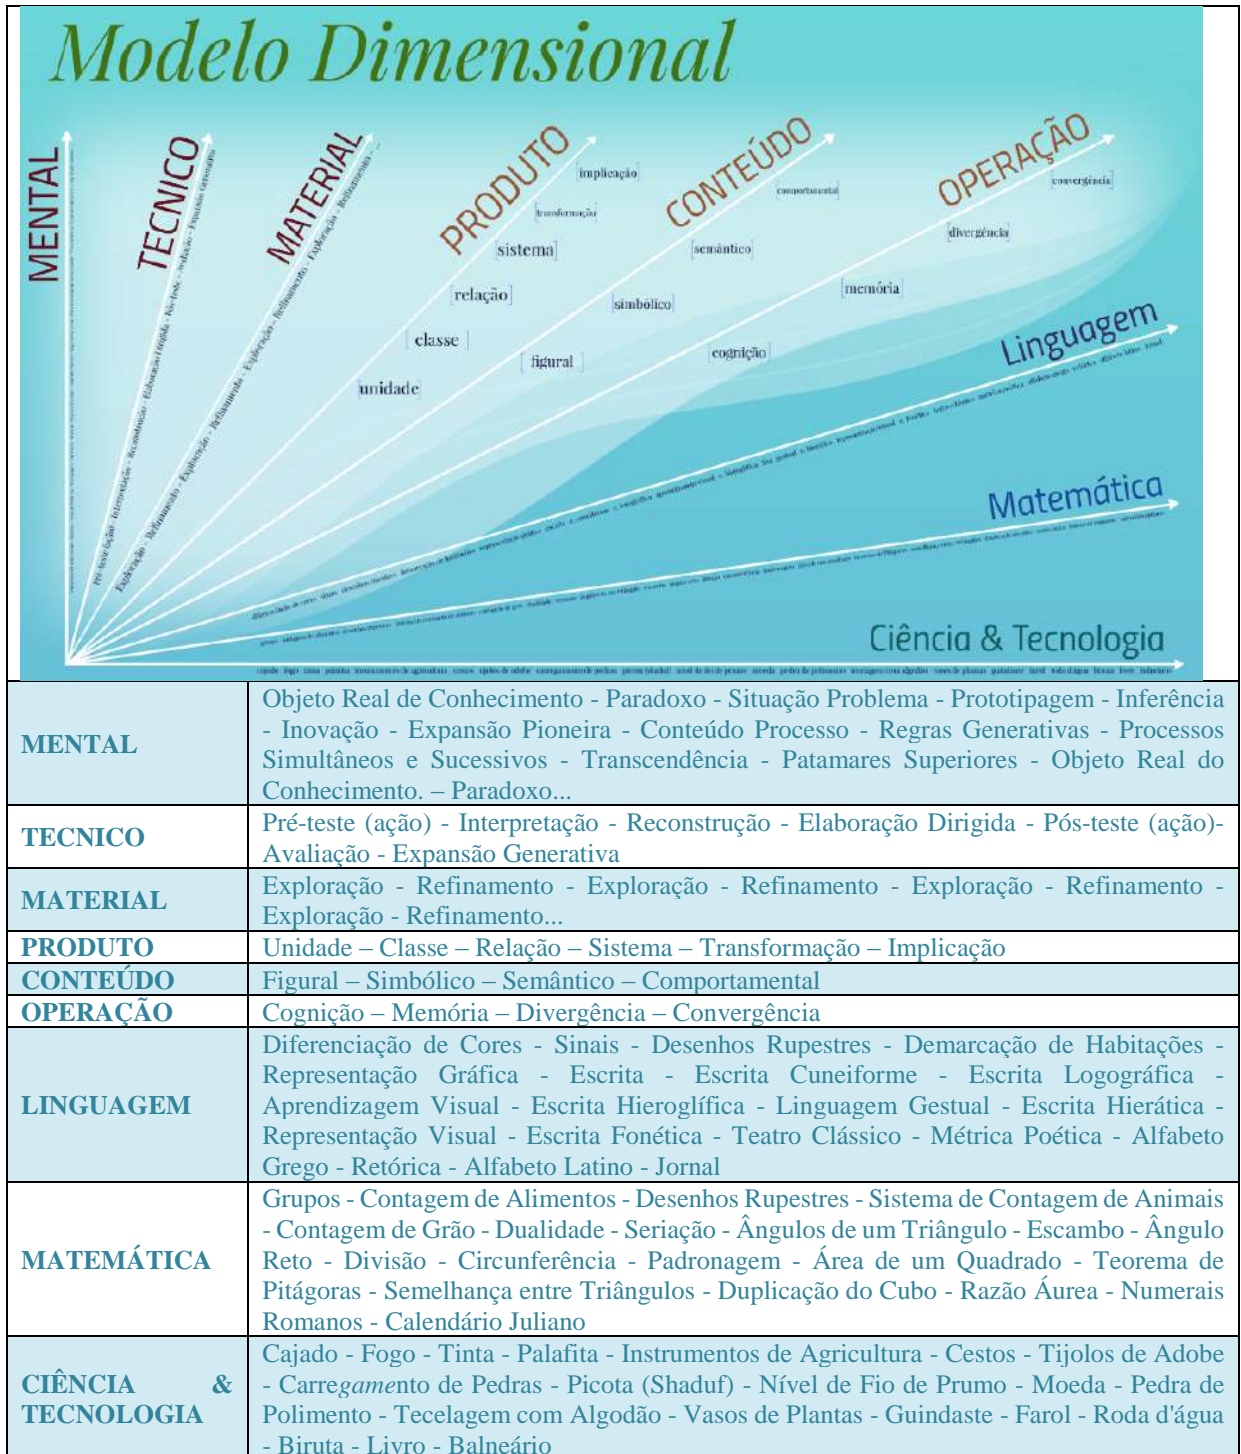 Modelo Dimensional
MENTAL
TECNICO
MATERIAL
PRODUTO
CONTEÚDO
OPERAÇÃO
[implicação]
[transformação]
[sistema]
[relação]
[classe ]
[unidade]
[comportamental]
[semântico]
[simbólico]
[ figural ]
[convergência]
[divergência]
[memória]
[cognição]
Linguagem
Matemática
Ciência & Tecnologia
Exploração - Refinamento - Exploração - Refinamento - Exploração - Refinamento - Exploração - Refinamento - ...
MENTAL
Objeto Real de Conhecimento - Paradoxo - Situação Problema - Prototipagem - Inferência
- Inovação - Expansão Pioneira - Conteúdo Processo - Regras Generativas - Processos
Simultâneos e Sucessivos - Transcendência - Patamares Superiores - Objeto Real do
Conhecimento. – Paradoxo...
TECNICO
Pré-teste (ação) - Interpretação - Reconstrução - Elaboração Dirigida - Pós-teste (ação)-
Avaliação - Expansão Generativa
MATERIAL
Exploração - Refinamento - Exploração - Refinamento - Exploração - Refinamento -
Exploração - Refinamento...
PRODUTO
Unidade – Classe – Relação – Sistema – Transformação – Implicação
CONTEÚDO
Figural – Simbólico – Semântico – Comportamental
OPERAÇÃO
Cognição – Memória – Divergência – Convergência
LINGUAGEM
Diferenciação de Cores - Sinais - Desenhos Rupestres - Demarcação de Habitações -
Representação Gráfica - Escrita - Escrita Cuneiforme - Escrita Logográfica -
Aprendizagem Visual - Escrita Hieroglífica - Linguagem Gestual - Escrita Hierática -
Representação Visual - Escrita Fonética - Teatro Clássico - Métrica Poética - Alfabeto
Grego - Retórica - Alfabeto Latino - Jornal
MATEMÁTICA
Grupos - Contagem de Alimentos - Desenhos Rupestres - Sistema de Contagem de Animais
- Contagem de Grão - Dualidade - Seriação - Ângulos de um Triângulo - Escambo - Ângulo
Reto - Divisão - Circunferência - Padronagem - Área de um Quadrado - Teorema de
Pitágoras - Semelhança entre Triângulos - Duplicação do Cubo - Razão Áurea - Numerais
Romanos - Calendário Juliano
CIÊNCIA &
TECNOLOGIA
Cajado - Fogo - Tinta - Palafita - Instrumentos de Agricultura - Cestos - Tijolos de Adobe
- Carregamento de Pedras - Picota (Shaduf) - Nível de Fio de Prumo - Moeda - Pedra de
Polimento - Tecelagem com Algodão - Vasos de Plantas - Guindaste - Farol - Roda d'água
- Biruta - Livro - Balneário